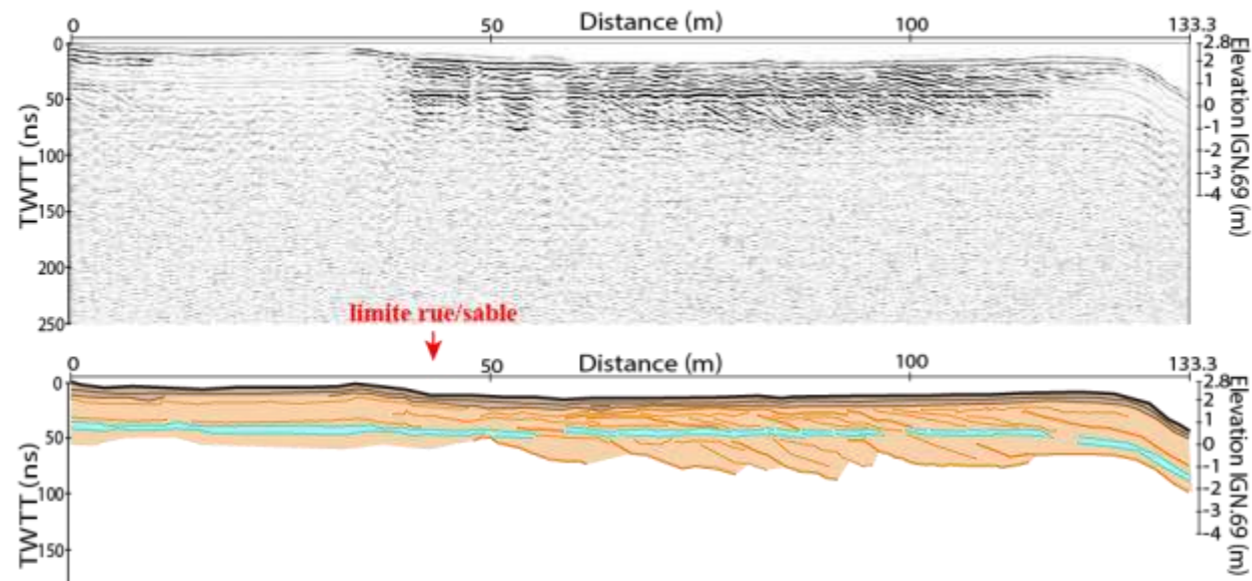 Distance (m)
0 50 100 133.3
0
50
100
150
200
250
TWTT (ns)
2.8
2
1
0
-1
-2
-3
-4
Elevation IGN.69 (m)
limite rue/sable
Distance (m)
0 50 100 133.3
0
50
100
150
TWTT (ns)
2.8
2
1
0
-1
-2
-3
-4
Elevation IGN.69 (m)